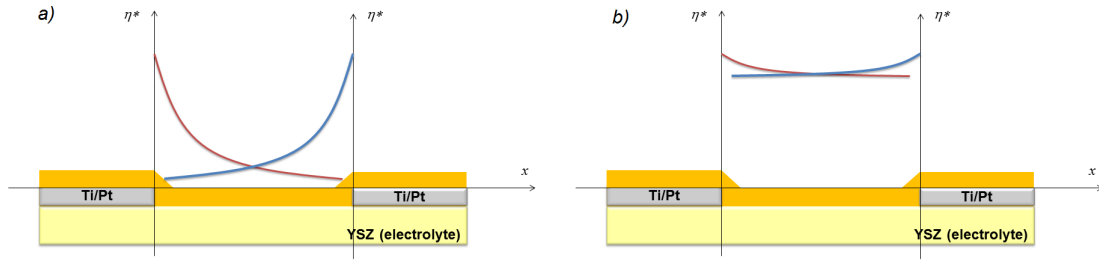 a)
η*
η*
x
Ti/Pt
Ti/Pt
YSZ (electrolyte)
b)
η*
η*
x
Ti/Pt
Ti/Pt
YSZ (electrolyte)